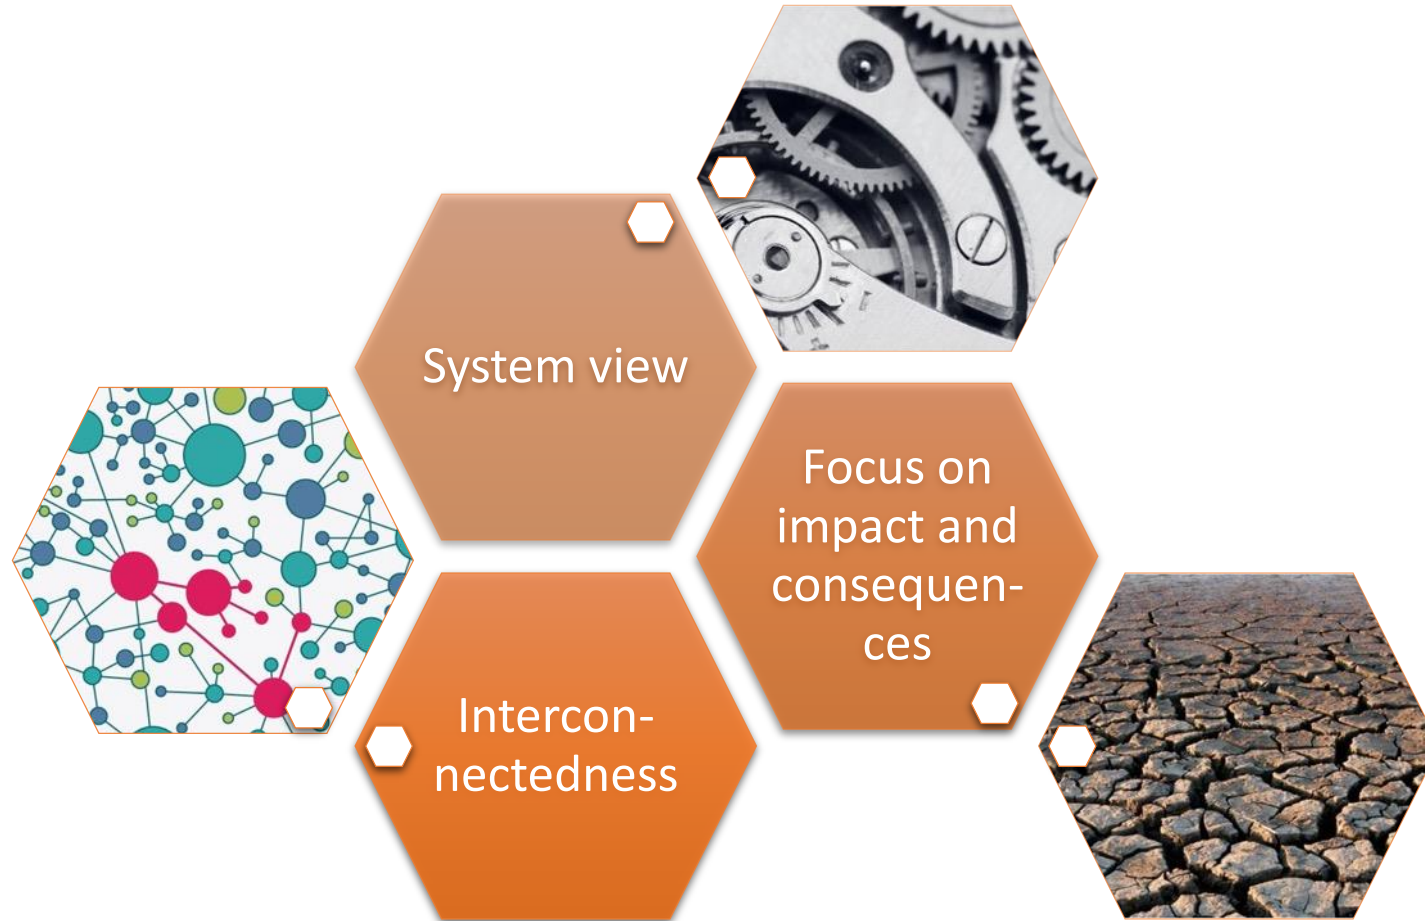 System view
Focus on
impact and
consequen-
ces
Intercon-
nectedness